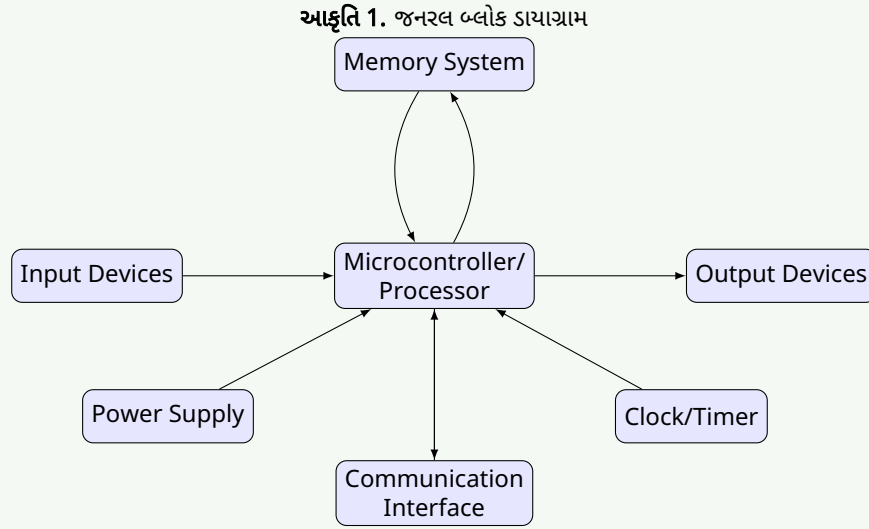 આકૃતિ 1. જનરલ બ્લોક ડાયાગ્રામ
Memory System
Input Devices
Microcontroller/
Processor
Output Devices
Power Supply
Clock/Timer
Communication
Interface